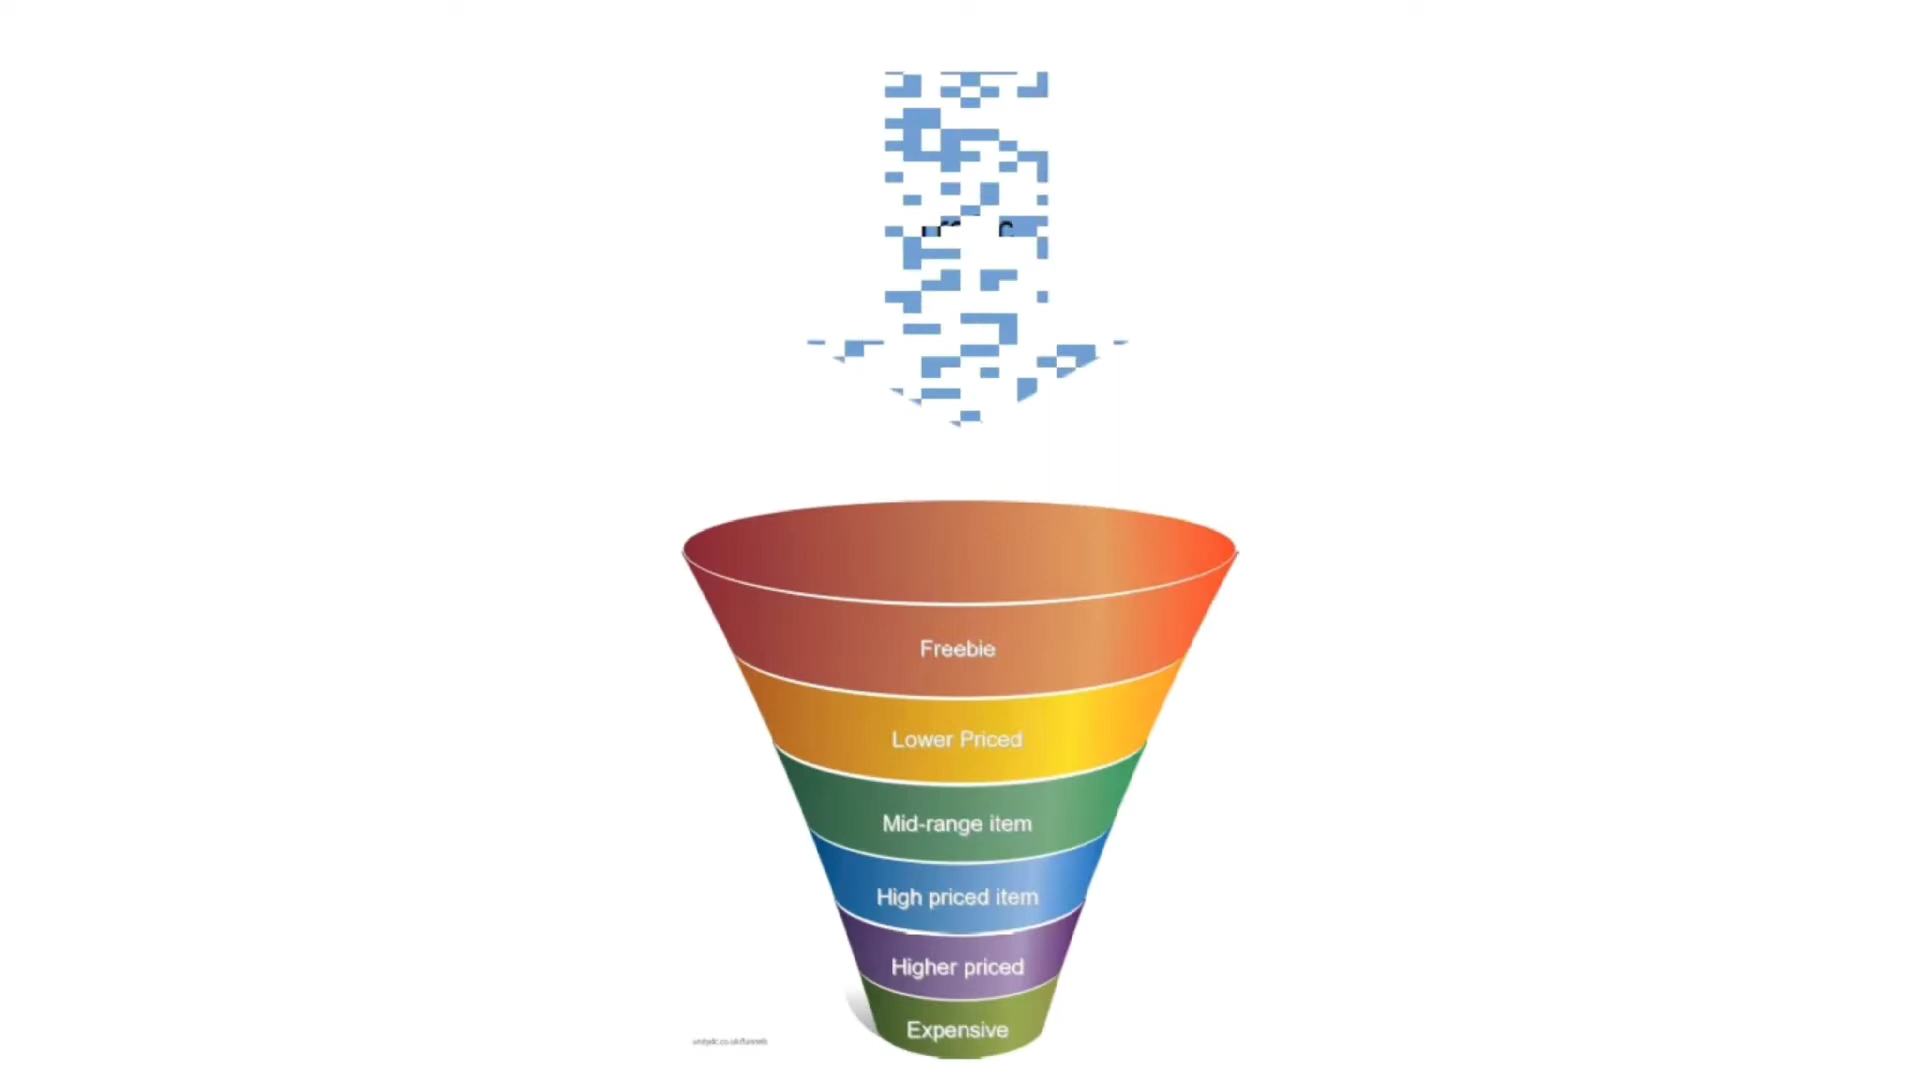 Freebie
Lower Priced
Mid-range item
High priced item
Higher priced
Expensive